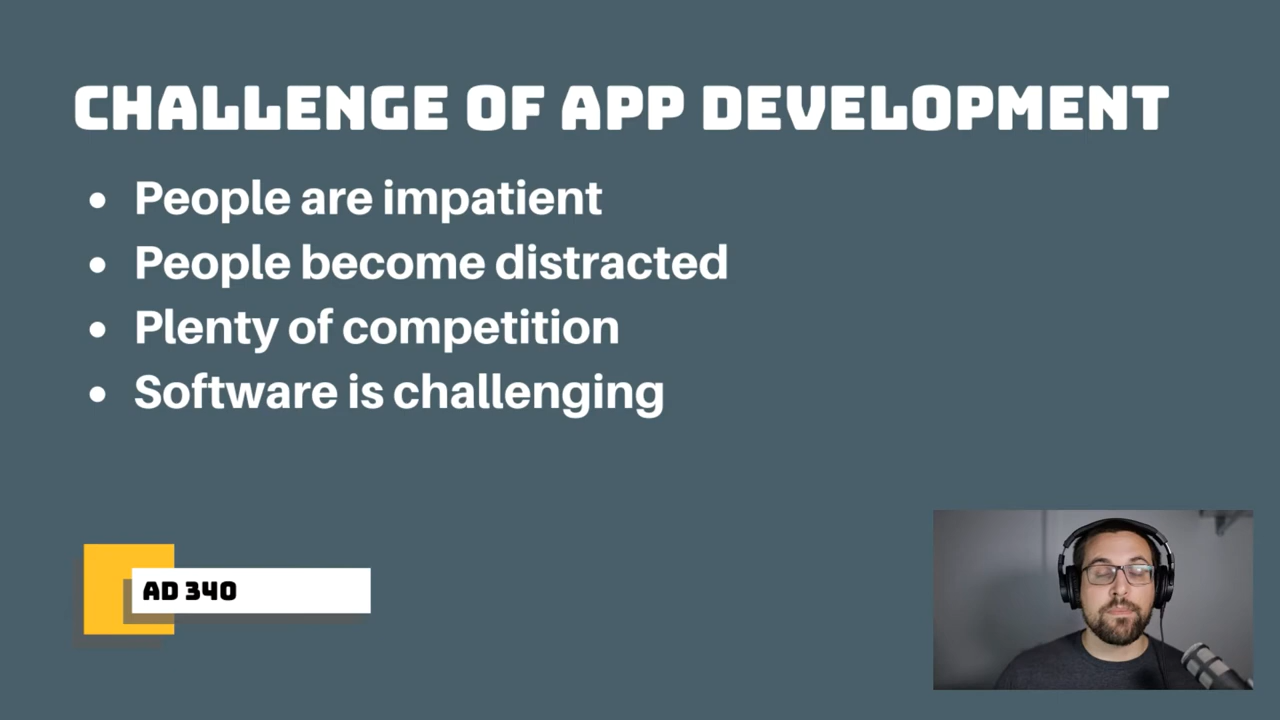 CHALLENGE OF APP DEVELOPMENT
• People are impatient
• People become distracted
• Plenty of competition
• Software is challenging
AD 340